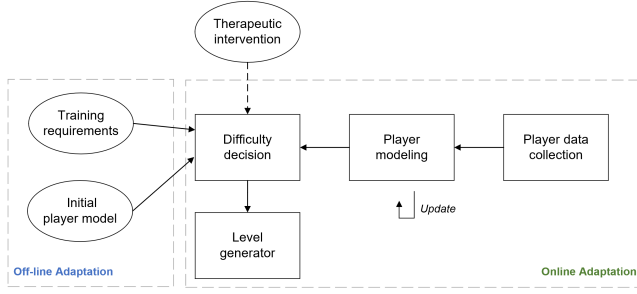 Therapeutic
intervention
Training
requirements
Difficulty
decision
Player
modeling
Player data
collection
Initial
player model
Update
Level
generator
Off-line Adaptation
Online Adaptation